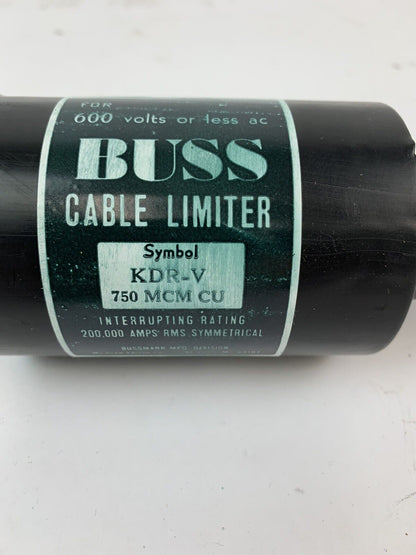 FOR
600 volts or less ac
BUSS
CABLE LIMITER
Symbol
KDR-V
750 MCM CU
INTERRUPTING RATING
200,000 AMPS RMS SYMMETRICAL
BUSSMANN MFG DIVISION